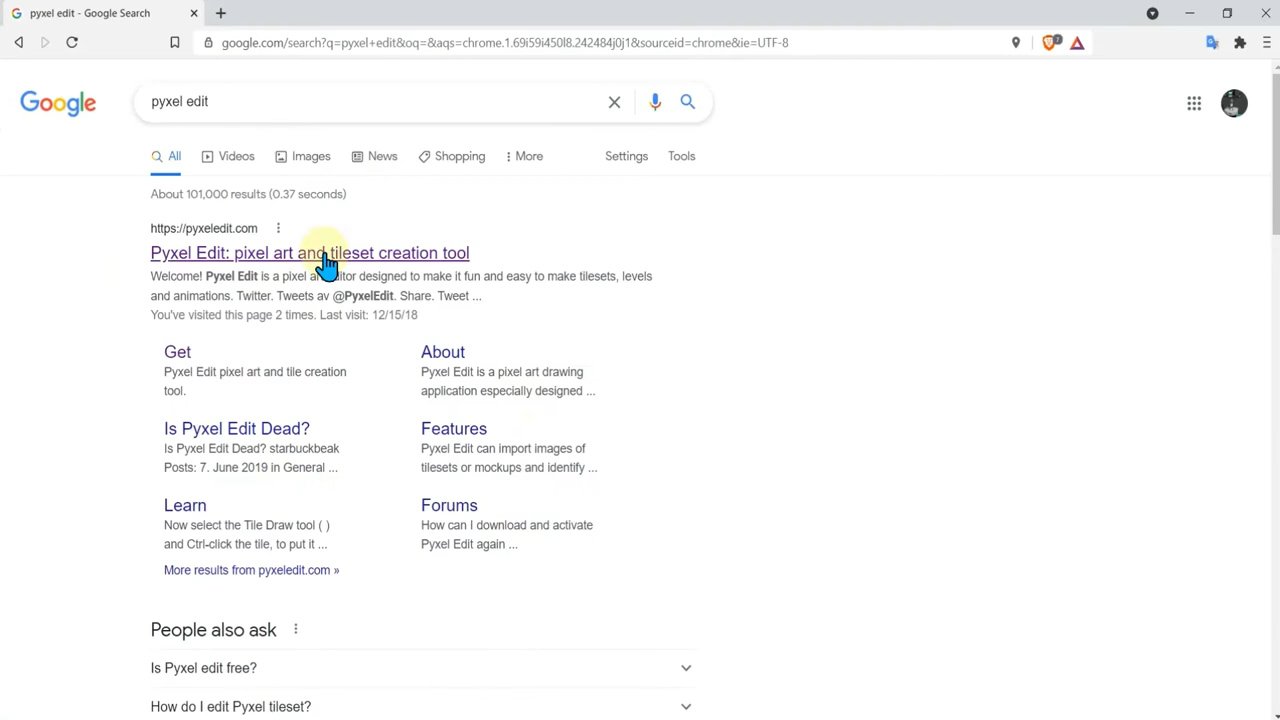 pyxel edit - Google Search
google.com/search?q=pyxel+edit&oq=&aqs=chrome.1.69i59i450l8.242484j0j1&sourceid=chrome&ie=UTF-8
7
Google
pyxel edit
All
Videos
Images
News
Shopping
More
Settings
Tools
About 101,000 results (0.37 seconds)
https://pyxeledit.com
Pyxel Edit: pixel art and tileset creation tool
Welcome! Pyxel Edit is a pixel art editor designed to make it fun and easy to make tilesets, levels
and animations. Twitter. Tweets av @PyxelEdit. Share. Tweet ...
You've visited this page 2 times. Last visit: 12/15/18
Get
Pyxel Edit pixel art and tile creation
tool.
About
Pyxel Edit is a pixel art drawing
application especially designed ...
Is Pyxel Edit Dead?
Is Pyxel Edit Dead? starbuckbeak
Posts: 7. June 2019 in General ...
Features
Pyxel Edit can import images of
tilesets or mockups and identify ...
Learn
Now select the Tile Draw tool ( )
and Ctrl-click the tile, to put it ...
Forums
How can I download and activate
Pyxel Edit again ...
More results from pyxeledit.com »
People also ask
Is Pyxel edit free?
How do I edit Pyxel tileset?